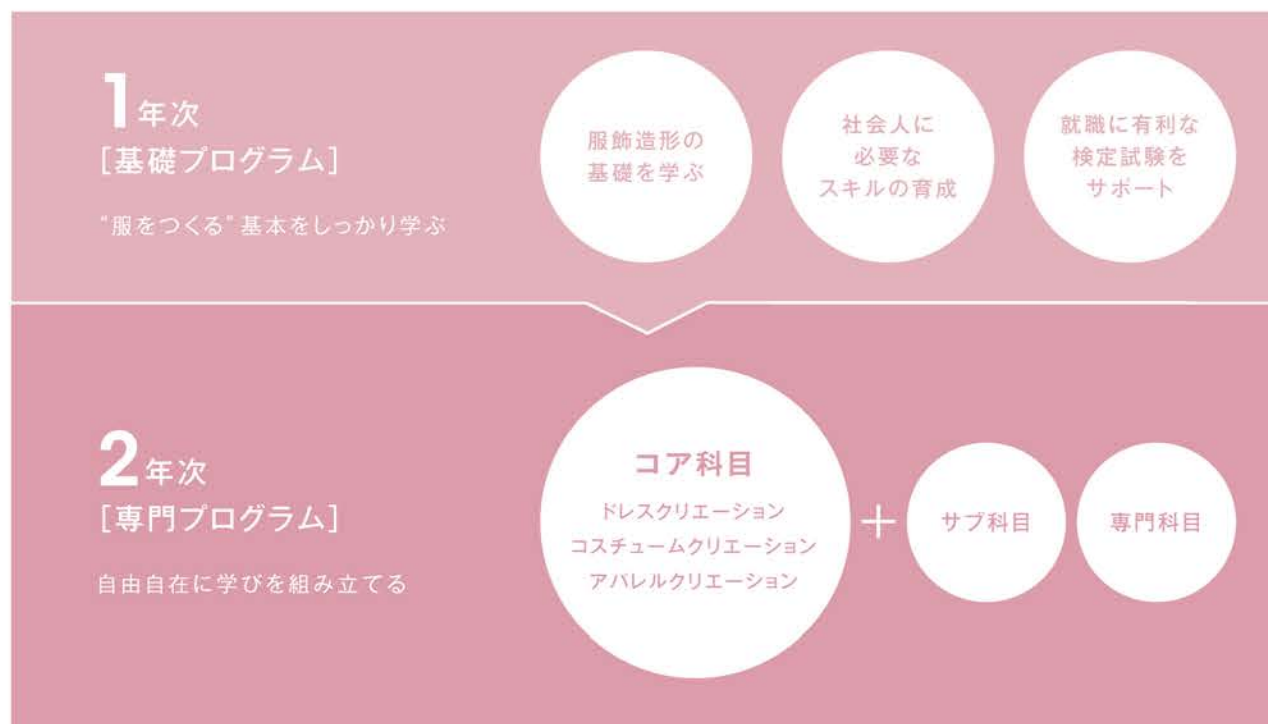 1年次
[基礎プログラム]
“服をつくる”基本をしっかり学ぶ
服飾造形の
基礎を学ぶ
社会人に
必要な
スキルの育成
就職に有利な
検定試験を
サポート
2年次
[専門プログラム]
自由自在に学びを組み立てる
コア科目
ドレスクリエーション
コスチュームクリエーション
アパレルクリエーション
+
サブ科目
専門科目